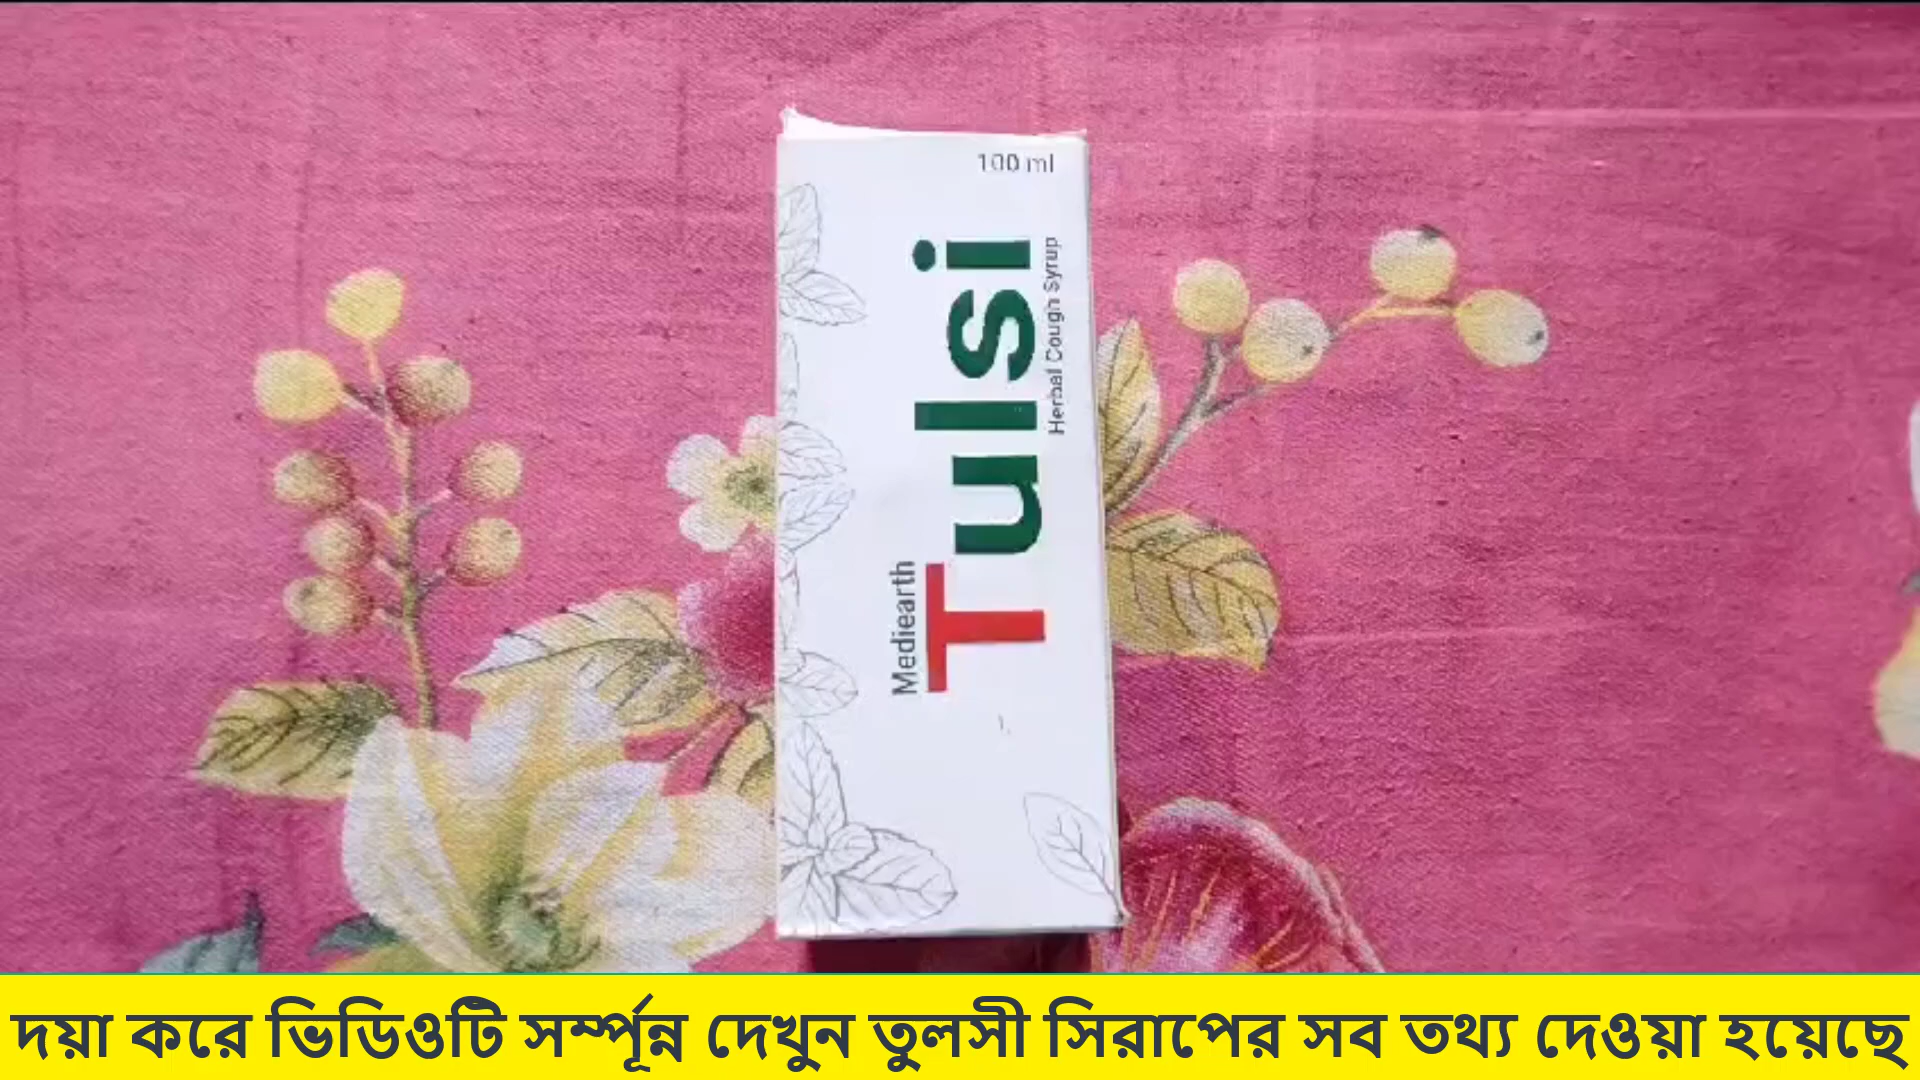 100 ml
Mediearth
Tulsi
Herbal Cough Syrup
দয়া করে ভিডিওটি সর্ম্পূন্ন দেখুন তুলসী সিরাপের সব তথ্য দেওয়া হয়েছে